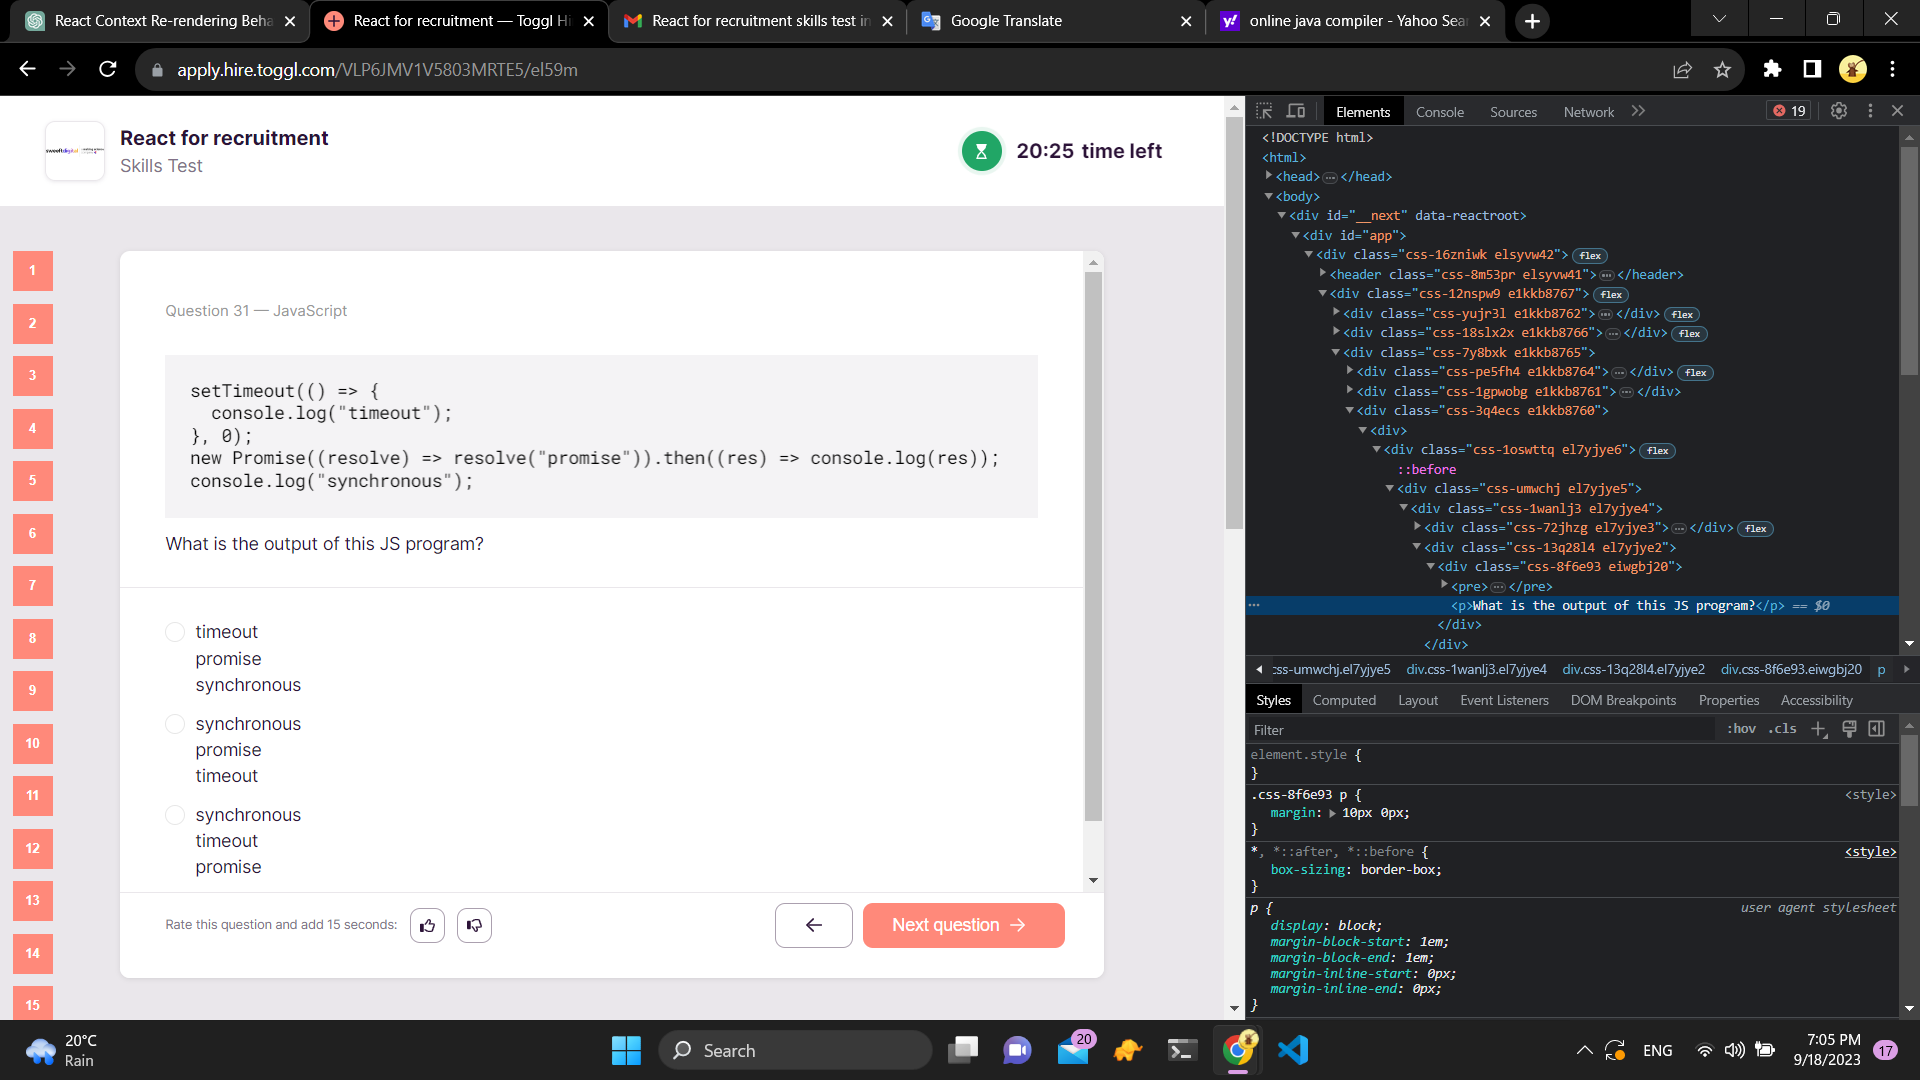 React Context Re-rendering Beha
React for recruitment — Toggl Hi
React for recruitment skills test in
Google Translate
online java compiler - Yahoo Sea
apply.hire.toggl.com/VLP6JMV1V5803MRTE5/el59m
React for recruitment
Skills Test
20:25 time left
1
2
3
4
5
6
7
8
9
10
11
12
13
14
15
Question 31 — JavaScript
setTimeout(() => {
console.log("timeout");
}, 0);
new Promise((resolve) => resolve("promise")).then((res) => console.log(res));
console.log("synchronous");
What is the output of this JS program?
timeout
promise
synchronous
synchronous
promise
timeout
synchronous
timeout
promise
Rate this question and add 15 seconds:
Next question
Elements Console Sources Network 19
<!DOCTYPE html>
<html>
<head> </head>
<body>
<div id="__next" data-reactroot>
<div id="app">
<div class="css-16zniwk elsyvw42"> flex
<header class="css-8m53pr elsyvw41"> </header>
<div class="css-12nspw9 e1kkb8767"> flex
<div class="css-yujr3l e1kkb8762"> </div> flex
<div class="css-18slx2x e1kkb8766"> </div> flex
<div class="css-7y8bxk e1kkb8765">
<div class="css-pe5fh4 e1kkb8764"> </div> flex
<div class="css-1gpwobg e1kkb8761"> </div>
<div class="css-3q4ecs e1kkb8760">
<div>
<div class="css-1oswttq el7yjye6"> flex
::before
<div class="css-umwchj el7yjye5">
<div class="css-1wanlj3 el7yjye4">
<div class="css-72jhzg el7yjye3"> </div> flex
<div class="css-13q28l4 el7yjye2">
<div class="css-8f6e93 eiwgbj20">
<pre> </pre>
<p>What is the output of this JS program?</p> == $0
</div>
</div>
css-umwchj.el7yjye5 div.css-1wanlj3.el7yjye4 div.css-13q28l4.el7yjye2 div.css-8f6e93.eiwgbj20 p
Styles Computed Layout Event Listeners DOM Breakpoints Properties Accessibility
Filter :hov .cls
element.style {
}
.css-8f6e93 p { <style>
margin: 10px 0px;
}
*, *::after, *::before { <style>
box-sizing: border-box;
}
p { user agent stylesheet
display: block;
margin-block-start: 1em;
margin-block-end: 1em;
margin-inline-start: 0px;
margin-inline-end: 0px;
}
20°C
Rain
Search
20
ENG
7:05 PM
9/18/2023
17